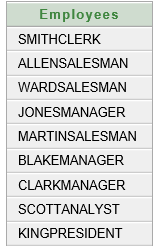 Employees
SMITHCLERK
ALLENSALESMAN
WARDSALESMAN
JONESMANAGER
MARTINSALESMAN
BLAKEMANAGER
CLARKMANAGER
SCOTTANALYST
KINGPRESIDENT